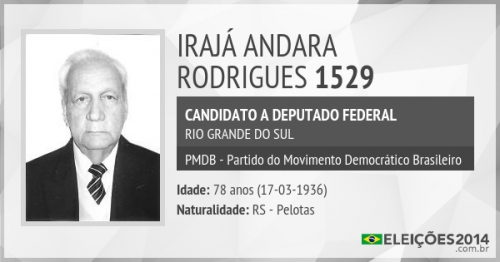 IRAJÁ ANDARA
RODRIGUES 1529
CANDIDATO A DEPUTADO FEDERAL
RIO GRANDE DO SUL
PMDB - Partido do Movimento Democrático Brasileiro
Idade: 78 anos (17-03-1936)
Naturalidade: RS - Pelotas
ELEIÇÕES2014
.com.br